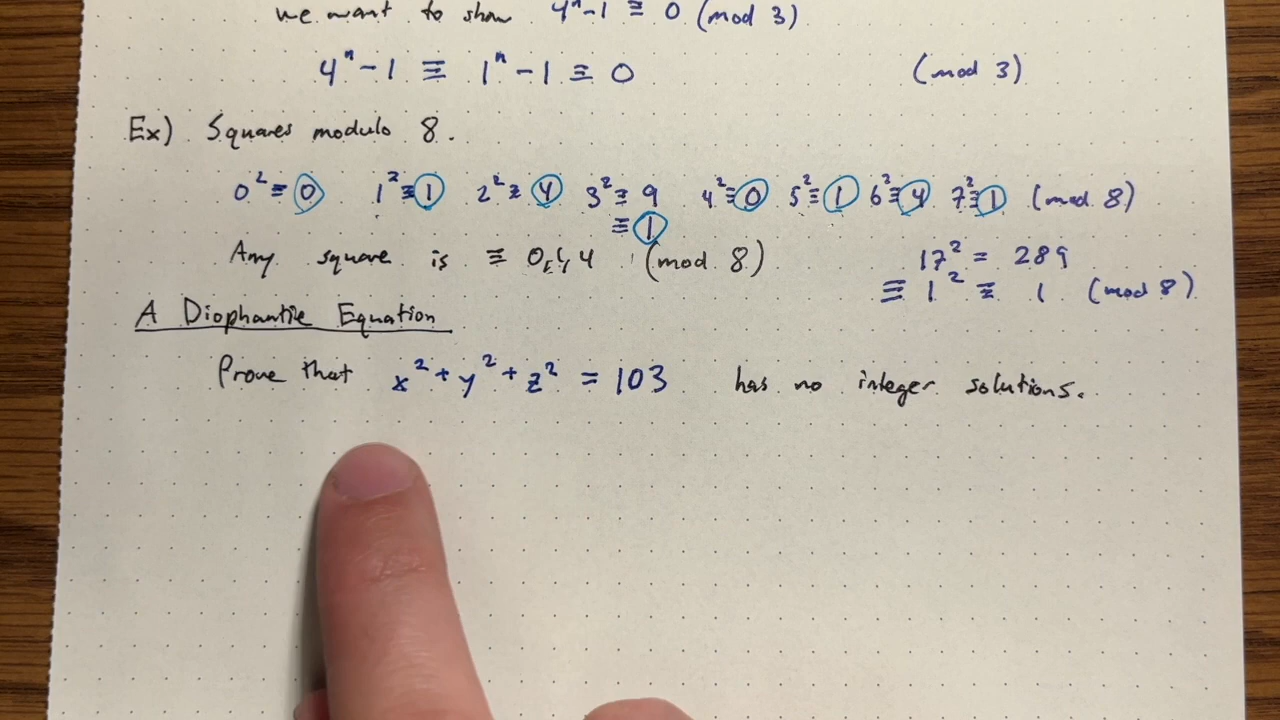 we want to show 4ⁿ-1 ≡ 0 (mod 3)
4ⁿ - 1 ≡ 1ⁿ - 1 ≡ 0 (mod 3)
Ex) Squares modulo 8.
0² ≡ 0 1² ≡ 1 2² ≡ 4 3² ≡ 9 4² ≡ 0 5² ≡ 1 6² ≡ 4 7² ≡ 1 (mod 8)
≡ 1
Any square is ≡ 0,1,4 (mod 8) 17² = 289
≡ 1² ≡ 1 (mod 8)
A Diophantie Equation
Prove that x² + y² + z² = 103 has no integer solutions.